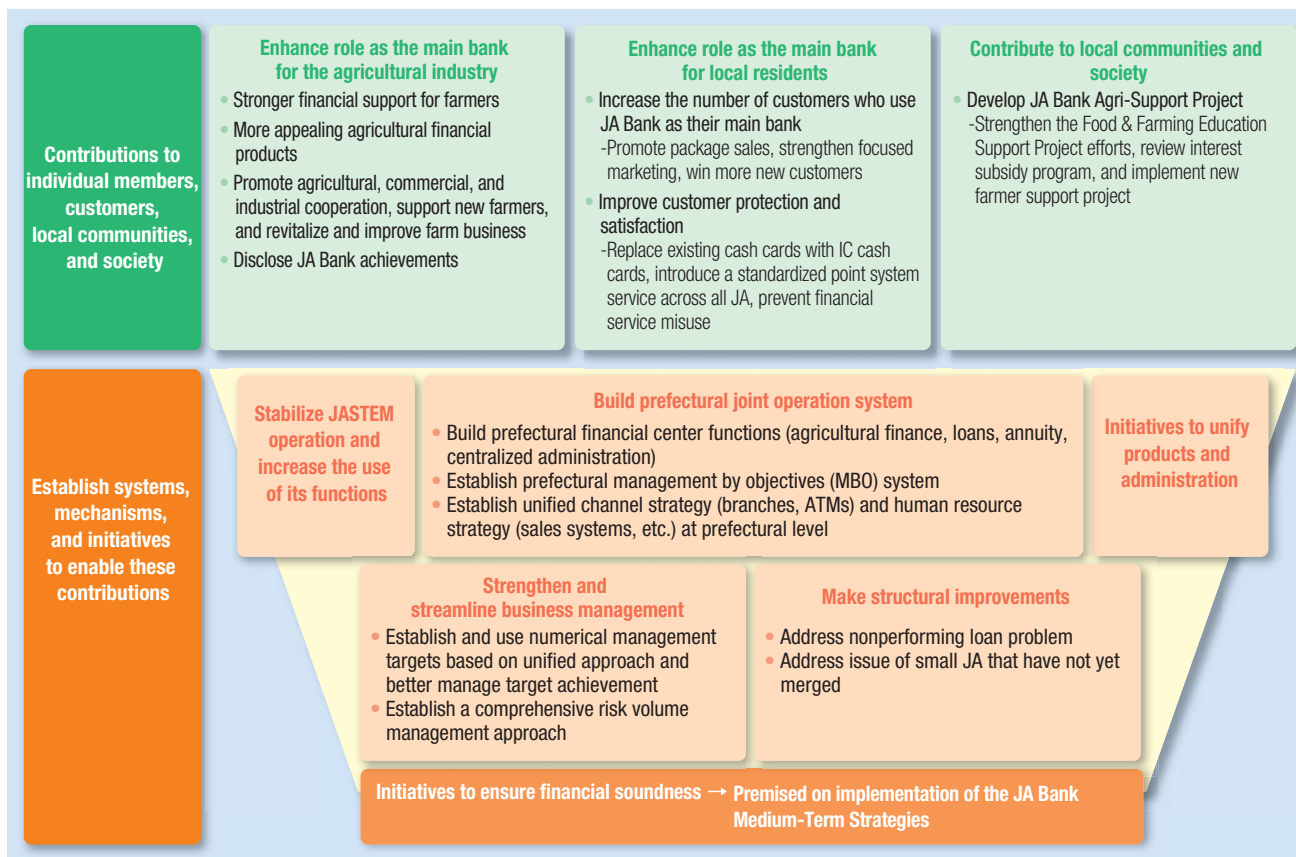 Contributions to
individual members,
customers,
local communities,
and society
Enhance role as the main bank
for the agricultural industry
• Stronger financial support for farmers
• More appealing agricultural financial
products
• Promote agricultural, commercial, and
industrial cooperation, support new farmers,
and revitalize and improve farm business
• Disclose JA Bank achievements
Enhance role as the main bank
for local residents
• Increase the number of customers who use
JA Bank as their main bank
-Promote package sales, strengthen focused
marketing, win more new customers
• Improve customer protection and
satisfaction
-Replace existing cash cards with IC cash
cards, introduce a standardized point system
service across all JA, prevent financial
service misuse
Contribute to local communities and
society
• Develop JA Bank Agri-Support Project
-Strengthen the Food & Farming Education
Support Project efforts, review interest
subsidy program, and implement new
farmer support project
Establish systems,
mechanisms,
and initiatives
to enable these
contributions
Stabilize JASTEM
operation and
increase the use
of its functions
Build prefectural joint operation system
• Build prefectural financial center functions (agricultural finance, loans, annuity,
centralized administration)
• Establish prefectural management by objectives (MBO) system
• Establish unified channel strategy (branches, ATMs) and human resource
strategy (sales systems, etc.) at prefectural level
Initiatives to unify
products and
administration
Strengthen and
streamline business management
• Establish and use numerical management
targets based on unified approach and
better manage target achievement
• Establish a comprehensive risk volume
management approach
Make structural improvements
• Address nonperforming loan problem
• Address issue of small JA that have not yet
merged
Initiatives to ensure financial soundness → Premised on implementation of the JA Bank
Medium-Term Strategies